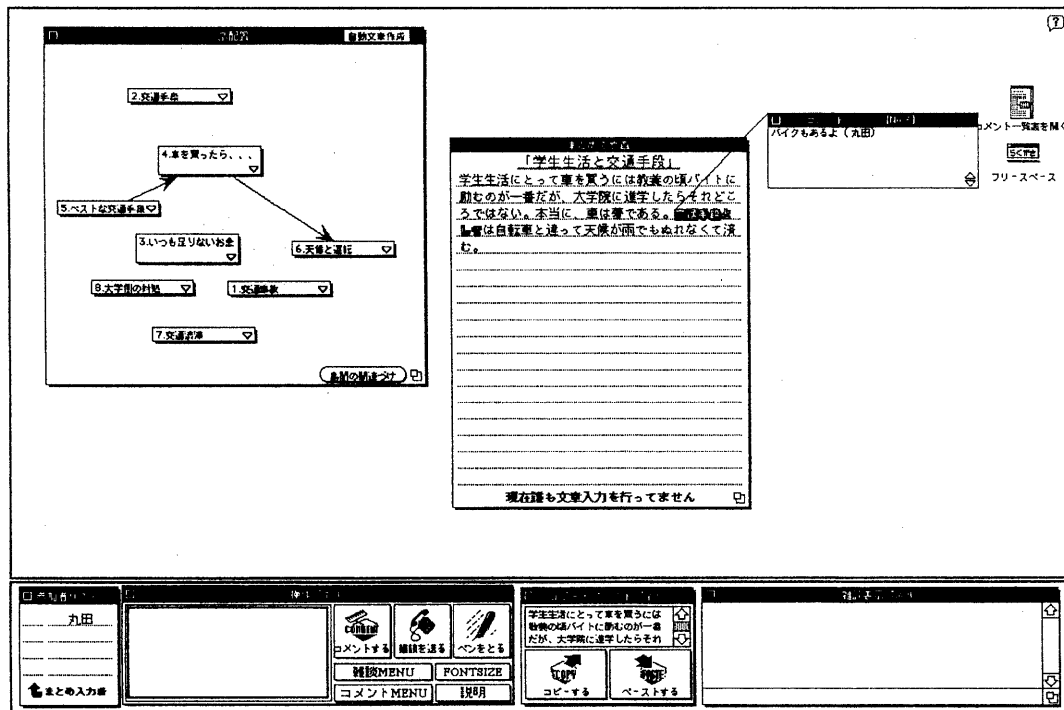 自動文章作成
2.交通手段
4.車を買ったら、、、
5.ベストな交通手段
3.いつも足りないお金
6.天候と運転
8.大学側の対処
1.交通事故
7.交通渋滞
「学生生活と交通手段」
学生生活にとって車を買うには教養の頃バイトに
励むのが一番だが、大学院に進学したらそれどこ
ろではない。本当に、車は夢である。
は自転車と違って天候が雨でもぬれなくて済
む。
現在誰も文章入力を行ってません
バイクもあるよ(丸田)
コメント一覧表を開く
らくがき
フリースペース
丸田
まとめ入力者
COMMENT
コメントする
雑談を送る
ペンをとる
雑談MENU
FONTSIZE
コメントMENU
説明
学生生活にとって車を買うには
教養の頃バイトに励むのが一番
だが、大学院に進学したらそれ
COPY
コピーする
PASTE
ペーストする